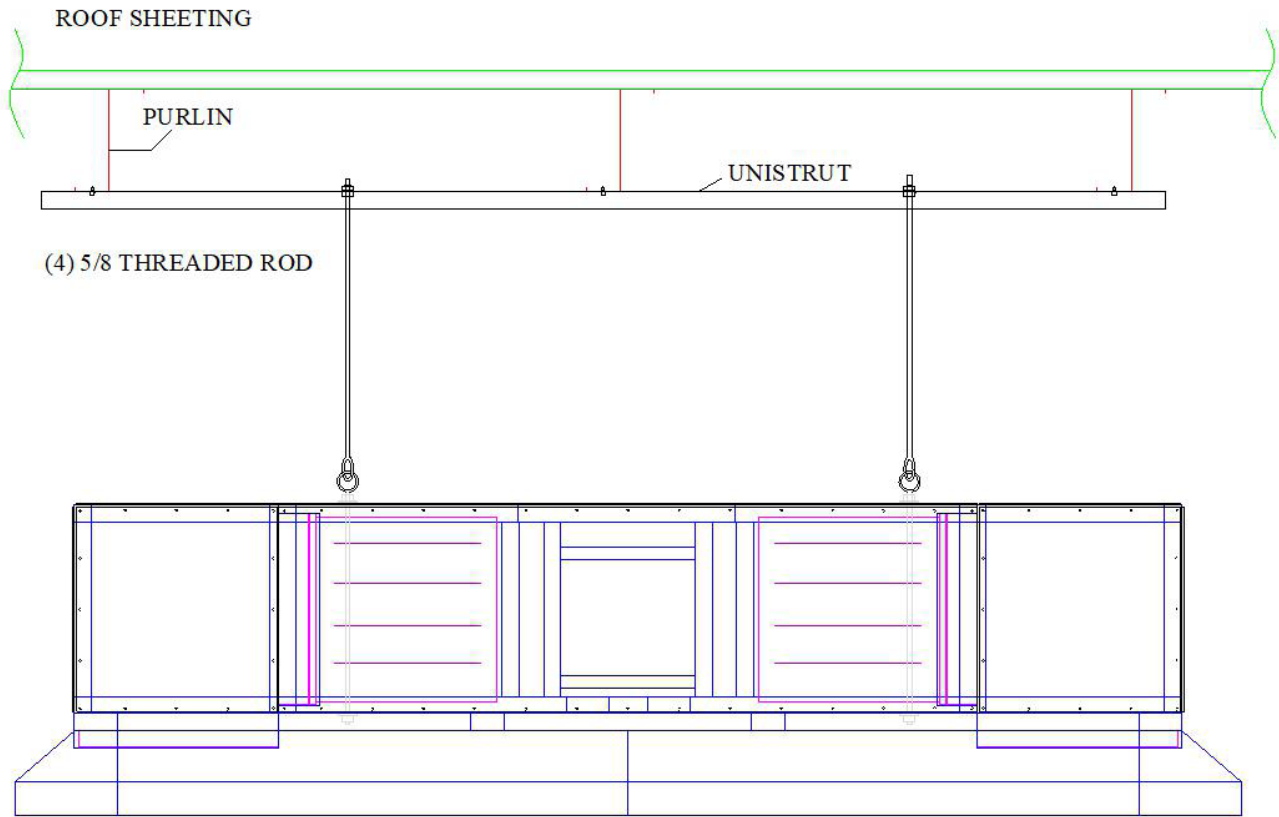 ROOF SHEETING
PURLIN
UNISTRUT
(4) 5/8 THREADED ROD